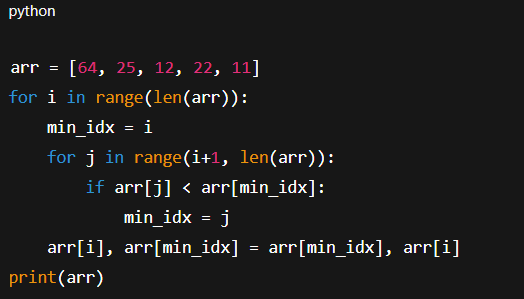 python
arr = [64, 25, 12, 22, 11]
for i in range(len(arr)):
    min_idx = i
    for j in range(i+1, len(arr)):
        if arr[j] < arr[min_idx]:
            min_idx = j
    arr[i], arr[min_idx] = arr[min_idx], arr[i]
print(arr)